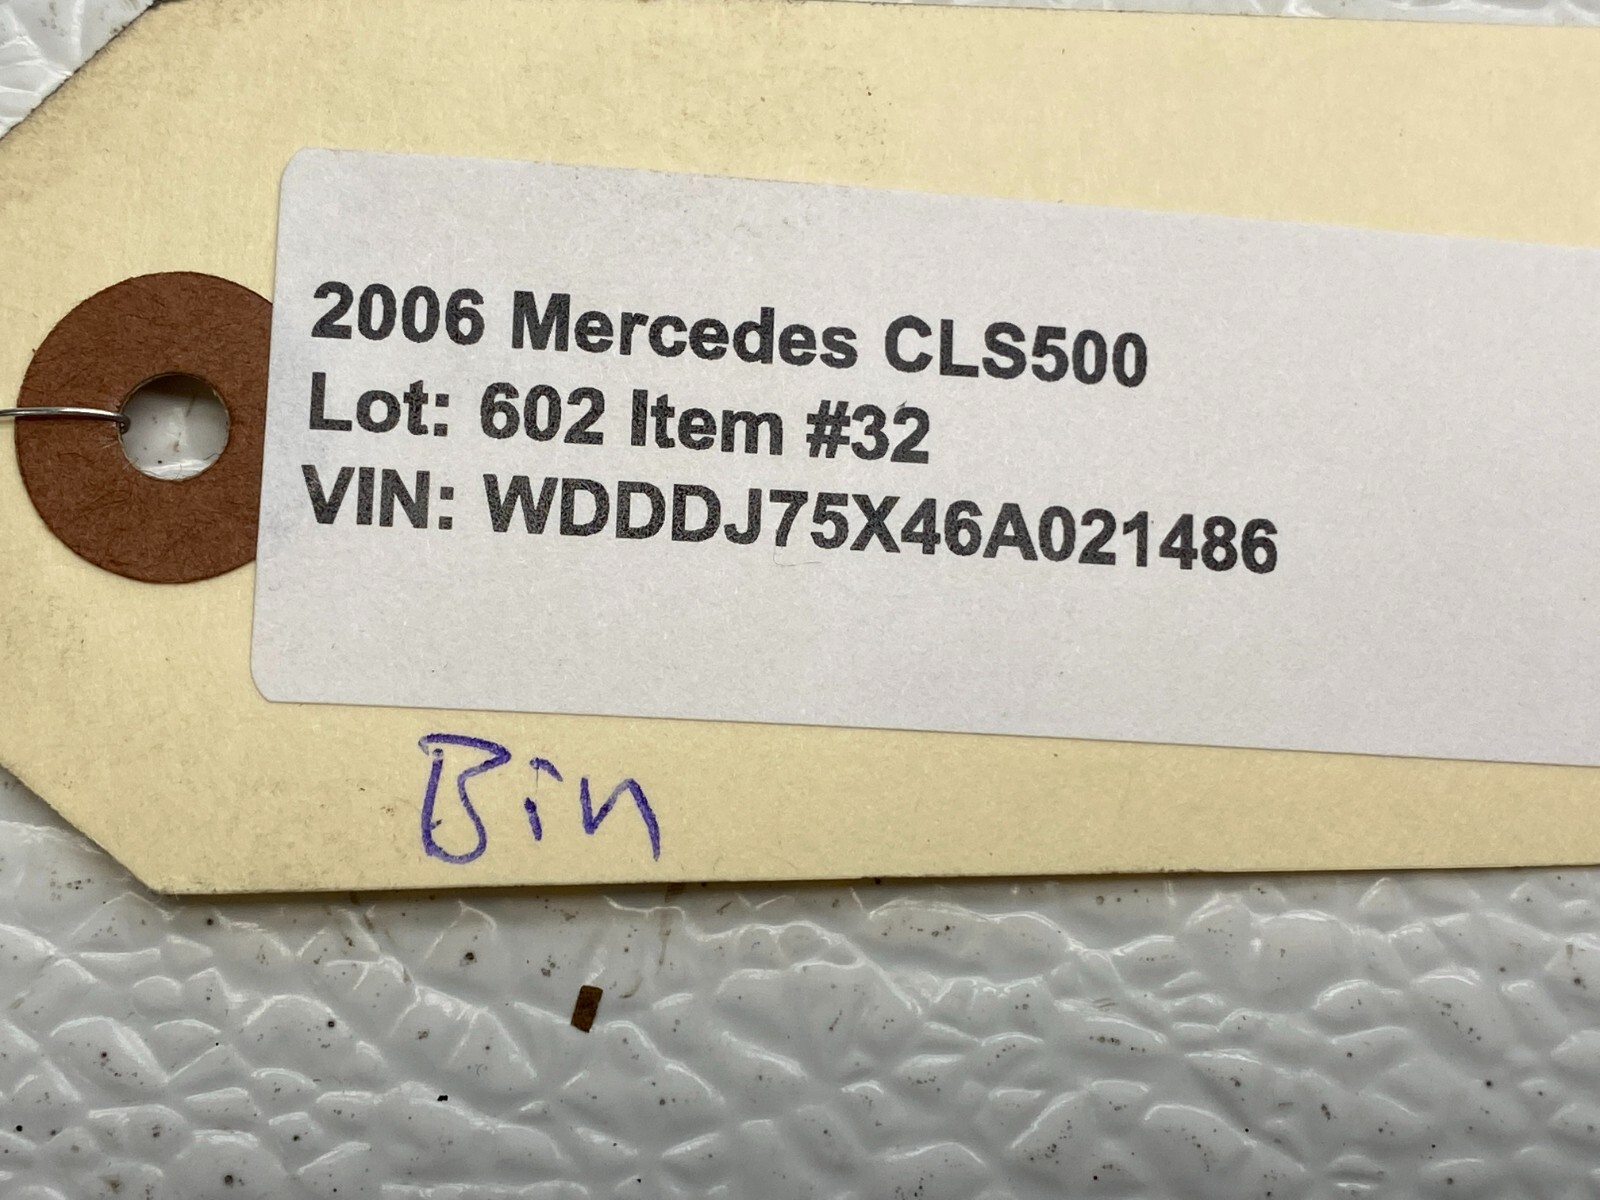 2006 Mercedes CLS500
Lot: 602 Item #32
VIN: WDDDJ75X46A021486
Bin